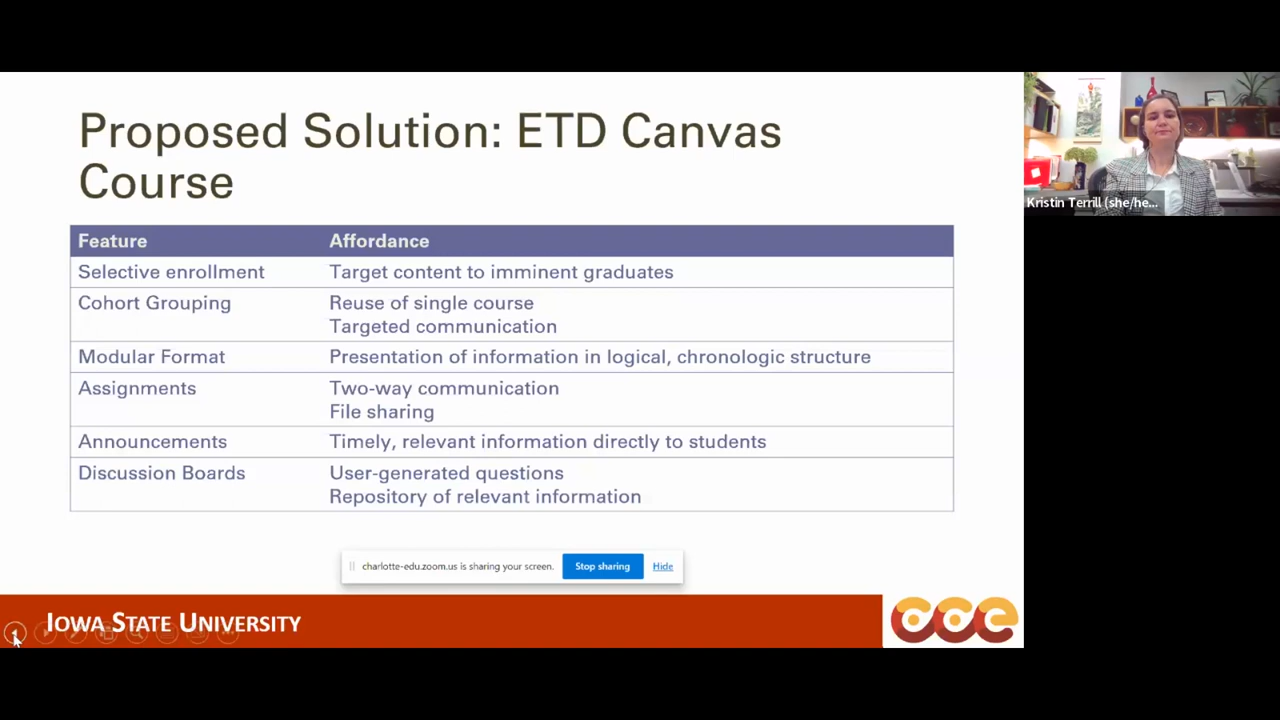 Proposed Solution: ETD Canvas
Course
Feature Affordance
Selective enrollment Target content to imminent graduates
Cohort Grouping Reuse of single course
Targeted communication
Modular Format Presentation of information in logical, chronologic structure
Assignments Two-way communication
File sharing
Announcements Timely, relevant information directly to students
Discussion Boards User-generated questions
Repository of relevant information
charlotte-edu.zoom.us is sharing your screen. Stop sharing Hide
IOWA STATE UNIVERSITY
cce
Kristin Terrill (she/he...